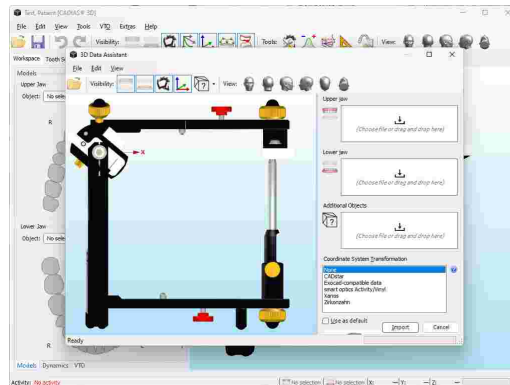 Test, Patient [CADIAS® 3D]
File Edit View Tools VTO Extras Help
Visibility: Tools: View:
Workspace Tooth S
Models
Upper Jaw
Object: No sele
R
Lower Jaw
Object: No sele
R
Models Dynamics VTO
Activity: No activity
No selection No selection X: — Y: — Z: —
3D Data Assistant
File Edit View
Visibility: View:
X
Upper jaw
(Choose file or drag and drop here)
Lower jaw
(Choose file or drag and drop here)
Additional Objects
(Choose file or drag and drop here)
Coordinate System Transformation
None
CADstar
Exocad-compatible data
smart optics Activity/Vinyl
Xaress
Zirkonzahn
Use as default
Import Cancel
Ready